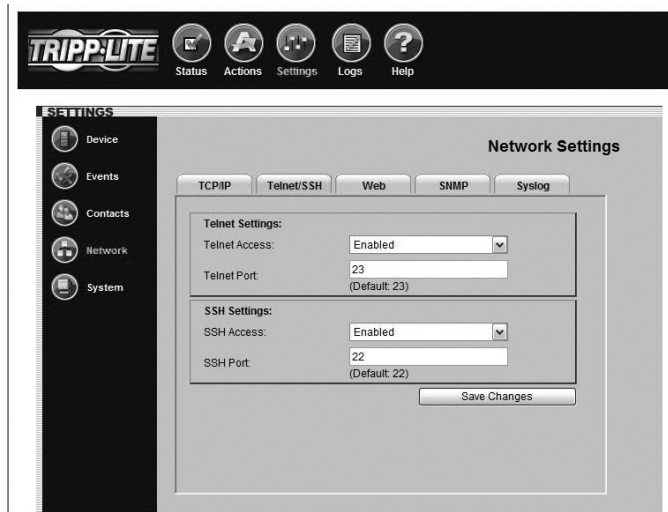 TRIPP·LITE
Status Actions Settings Logs Help
SETTINGS
Device
Events
Contacts
Network
System
Network Settings
TCP/IP Telnet/SSH Web SNMP Syslog
Telnet Settings:
Telnet Access: Enabled
Telnet Port: 23
(Default: 23)
SSH Settings:
SSH Access: Enabled
SSH Port: 22
(Default: 22)
Save Changes